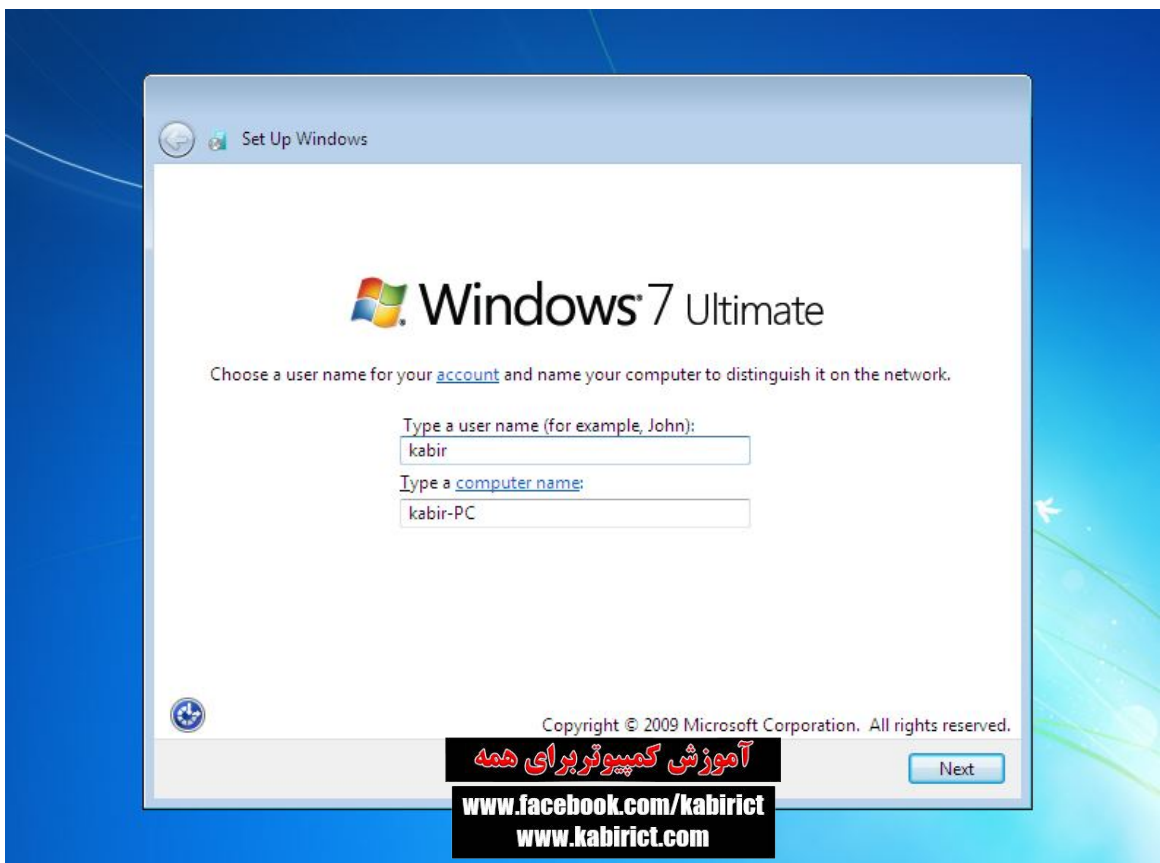 Set Up Windows
Windows 7 Ultimate
Choose a user name for your account and name your computer to distinguish it on the network.
Type a user name (for example, John):
kabir
Type a computer name:
kabir-PC
Copyright © 2009 Microsoft Corporation. All rights reserved.
آموزش کمپیوتر برای همه
Next
www.facebook.com/kabirict
www.kabirict.com